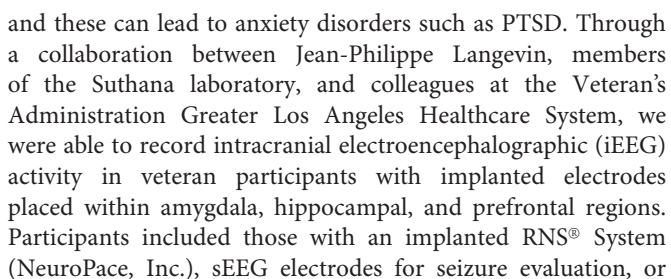 and these can lead to anxiety disorders such as PTSD. Through
a collaboration between Jean-Philippe Langevin, members
of the Suthana laboratory, and colleagues at the Veteran’s
Administration Greater Los Angeles Healthcare System, we
were able to record intracranial electroencephalographic (iEEG)
activity in veteran participants with implanted electrodes
placed within amygdala, hippocampal, and prefrontal regions.
Participants included those with an implanted RNS® System
(NeuroPace, Inc.), sEEG electrodes for seizure evaluation, or